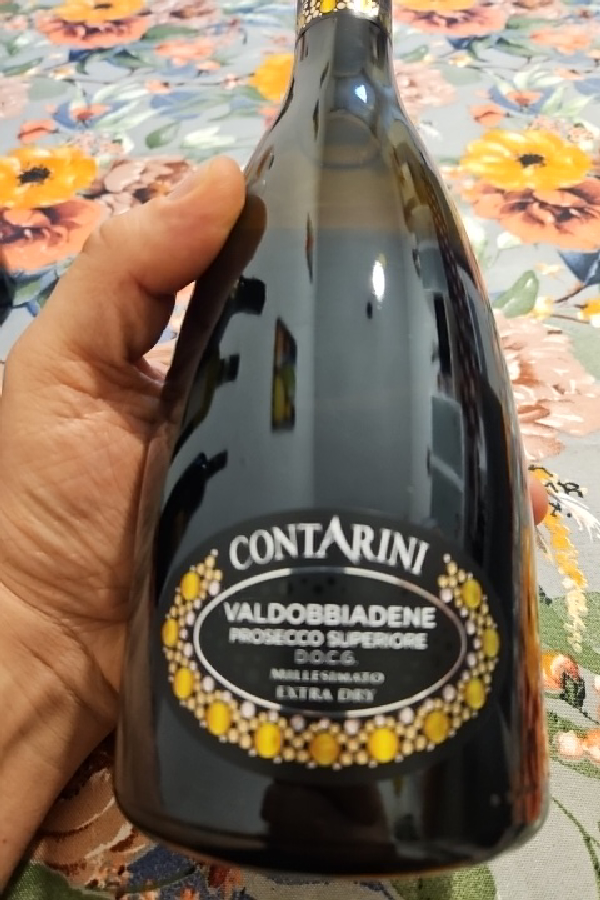 CONTARINI
VALDOBBIADENE
PROSECCO SUPERIORE
D.O.C.G.
MILLESIMATO
EXTRA DRY